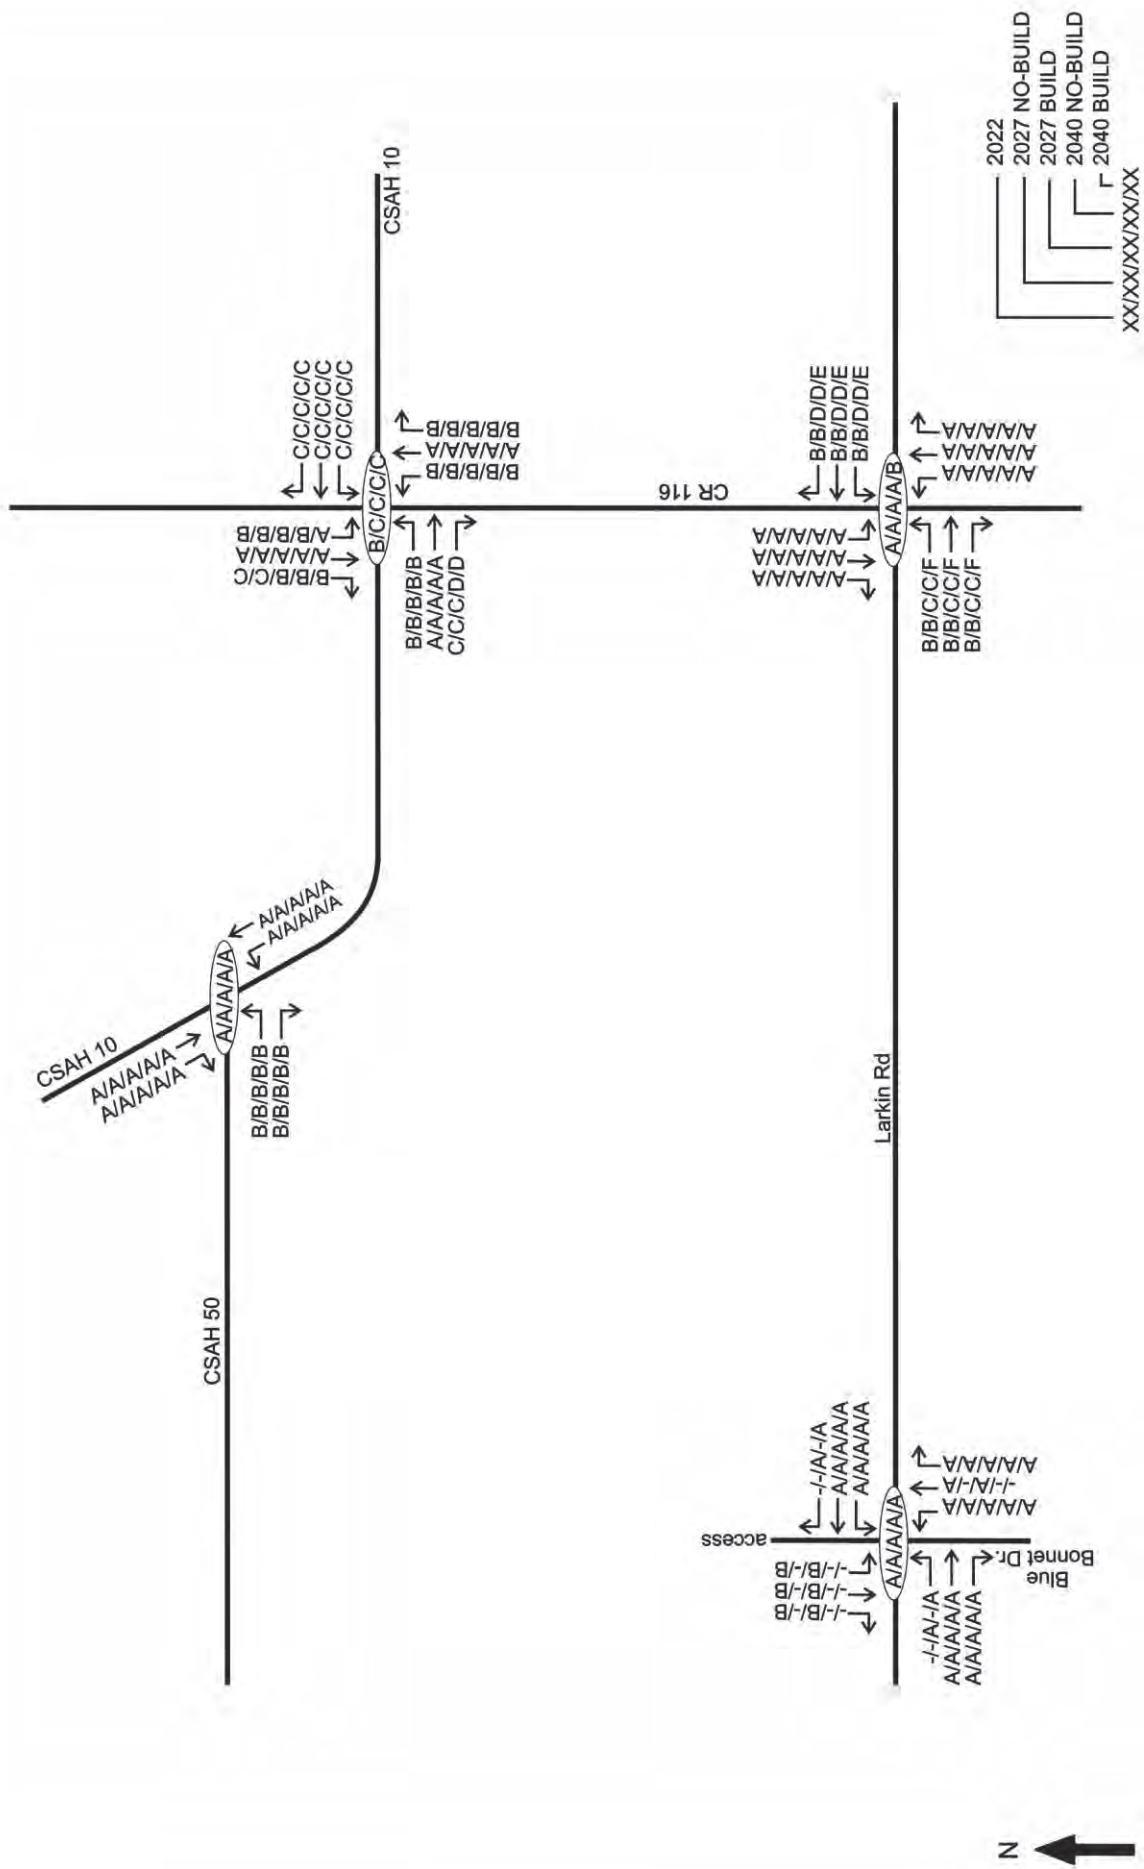 CSAH 50
CSAH 10
A/A/A/A/A
A/A/A/A/A
A/A/A/A/A
A/A/A/A/A
A/A/A/A/A
B/B/B/B/B
B/B/B/B/B
B/B/B/C/C
A/A/A/A/A
A/B/B/B/B
C/C/C/C/C
C/C/C/C/C
C/C/C/C/C
B/C/C/C/C
CSAH 10
B/B/B/B/B
A/A/A/A/A
C/C/C/D/D
B/B/B/B/B
A/A/A/A/A
B/B/B/B/B
CR 116
-/-/B/-/B
-/-/B/-/B
-/-/B/-/B
access
-/-/A/-/A
A/A/A/A/A
A/A/A/A/A
A/A/A/A/A
-/-/A/-/A
A/A/A/A/A
A/A/A/A/A
Blue
Bonnet Dr.
A/A/A/A/A
-/-/A/-/A
A/A/A/A/A
Larkin Rd
A/A/A/A/A
A/A/A/A/A
A/A/A/A/A
B/B/D/D/E
B/B/D/D/E
B/B/D/D/E
A/A/A/A/B
B/B/C/C/F
B/B/C/C/F
B/B/C/C/F
A/A/A/A/A
A/A/A/A/A
A/A/A/A/A
N
2022
2027 NO-BUILD
2027 BUILD
2040 NO-BUILD
2040 BUILD
XX/XX/XX/XX/XX